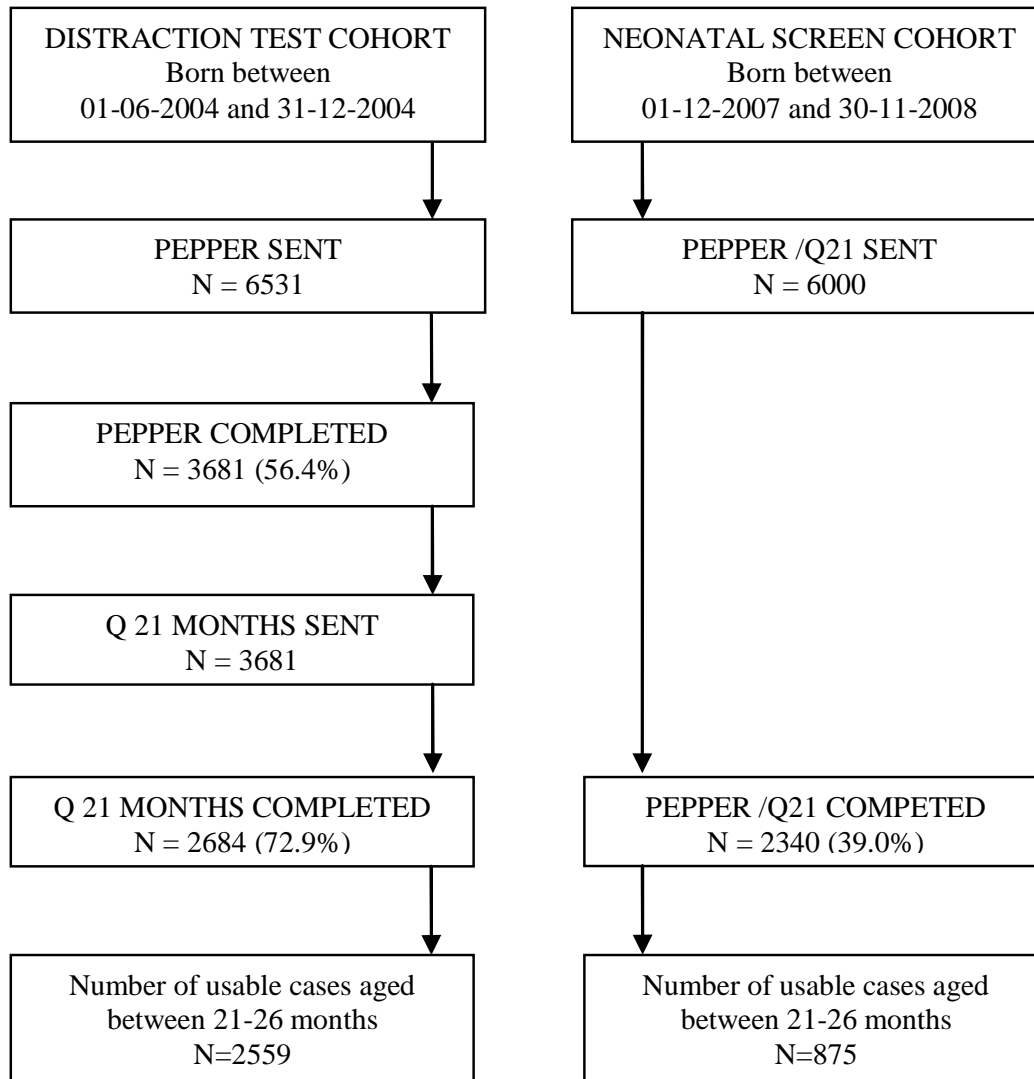 DISTRACTION TEST COHORT
Born between
01-06-2004 and 31-12-2004
PEPPER SENT
N = 6531
PEPPER COMPLETED
N = 3681 (56.4%)
Q 21 MONTHS SENT
N = 3681
Q 21 MONTHS COMPLETED
N = 2684 (72.9%)
Number of usable cases aged
between 21-26 months
N=2559
NEONATAL SCREEN COHORT
Born between
01-12-2007 and 30-11-2008
PEPPER /Q21 SENT
N = 6000
PEPPER /Q21 COMPETED
N = 2340 (39.0%)
Number of usable cases aged
between 21-26 months
N=875